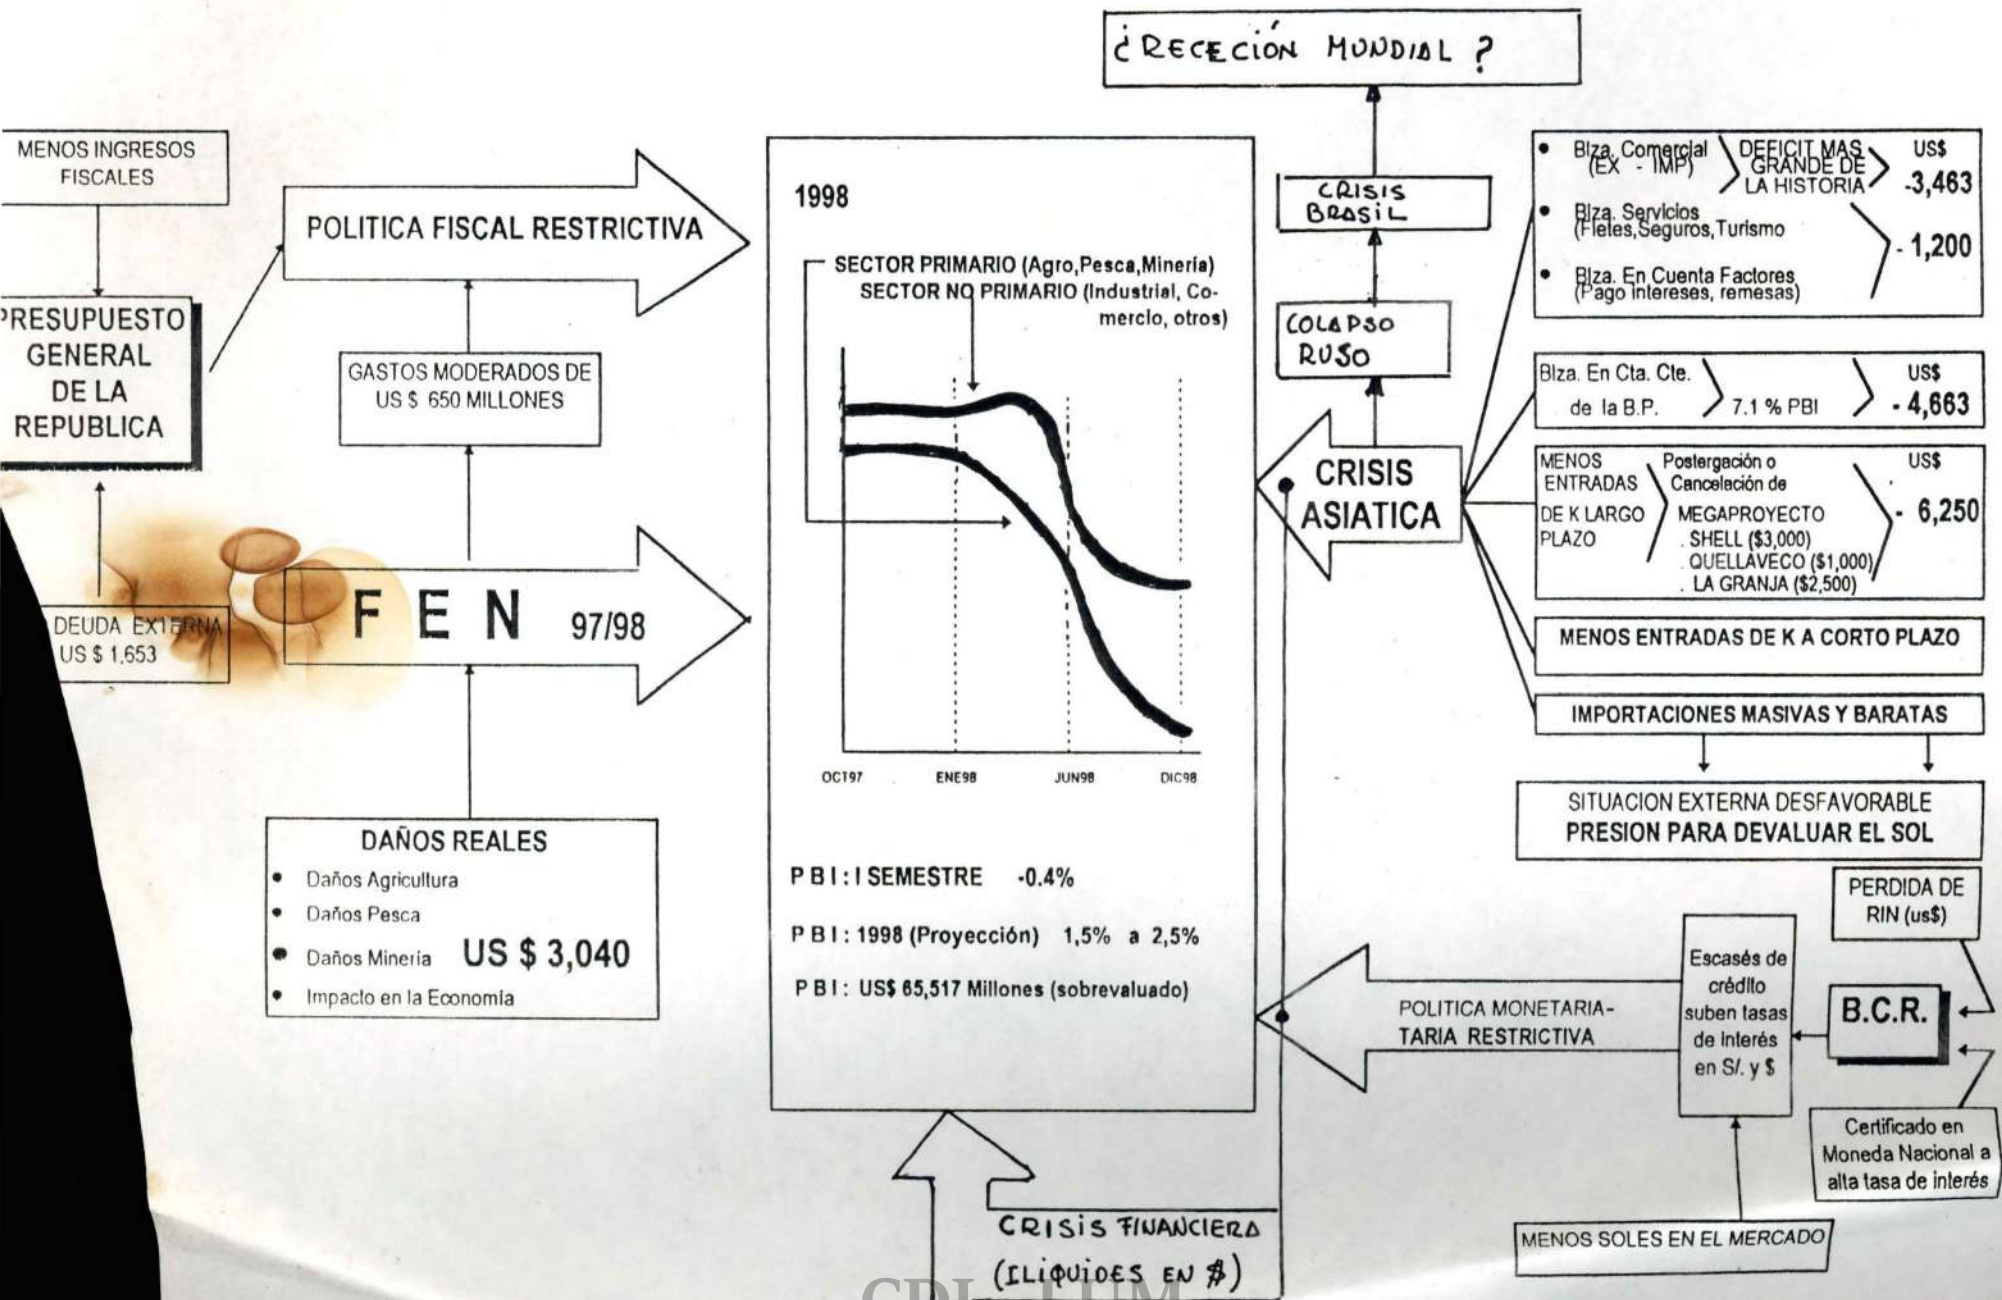 ¿RECECIÓN MUNDIAL ?
MENOS INGRESOS
FISCALES
POLITICA FISCAL RESTRICTIVA
PRESUPUESTO
GENERAL
DE LA
REPUBLICA
GASTOS MODERADOS DE
US $ 650 MILLONES
DEUDA EXTERNA
US $ 1,653
F E N 97/98
DAÑOS REALES
• Daños Agricultura
• Daños Pesca
• Daños Mineria US $ 3,040
• Impacto en la Economía
1998
SECTOR PRIMARIO (Agro,Pesca,Minería)
SECTOR NO PRIMARIO (Industrial, Co-
mercio, otros)
OCT97 ENE98 JUN98 DIC98
P B I : I SEMESTRE -0.4%
P B I : 1998 (Proyección) 1,5% a 2,5%
P B I : US$ 65,517 Millones (sobrevaluado)
CRISIS FINANCIERA
(ILIQUIDES EN $)
CRISIS
BRASIL
COLAPSO
RUSO
CRISIS
ASIATICA
• Blza. Comercial
(EX - IMP)
DEFICIT MAS
GRANDE DE
LA HISTORIA
US$
-3,463
• Blza. Servicios
(Fletes,Seguros,Turismo
• Blza. En Cuenta Factores
(Pago intereses, remesas)
- 1,200
Blza. En Cta. Cte.
de la B.P.
7.1 % PBI
US$
- 4,663
MENOS
ENTRADAS
DE K LARGO
PLAZO
Postergación o
Cancelación de
MEGAPROYECTO
. SHELL ($3,000)
. QUELLAVECO ($1,000)
. LA GRANJA ($2,500)
US$
- 6,250
MENOS ENTRADAS DE K A CORTO PLAZO
IMPORTACIONES MASIVAS Y BARATAS
SITUACION EXTERNA DESFAVORABLE
PRESION PARA DEVALUAR EL SOL
PERDIDA DE
RIN (us$)
B.C.R.
Escasés de
crédito
suben tasas
de Interés
en S/. y $
POLITICA MONETARIA-
TARIA RESTRICTIVA
Certificado en
Moneda Nacional a
alta tasa de interés
MENOS SOLES EN EL MERCADO
CDI - LUM